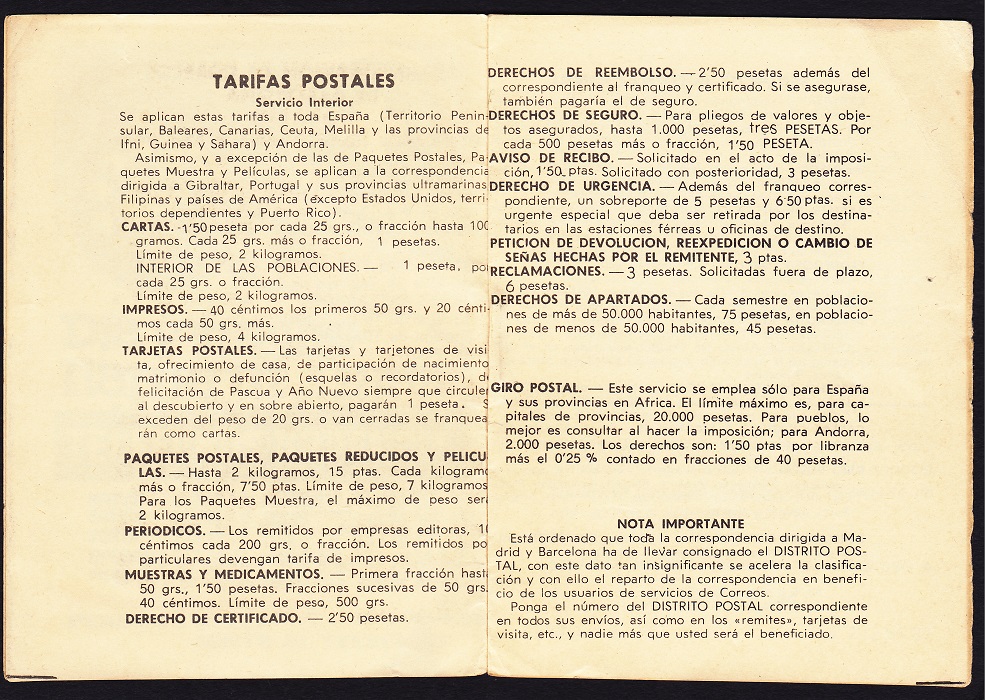 TARIFAS POSTALES
Servicio Interior
Se aplican estas tarifas a toda España (Territorio Penin-
sular, Baleares, Canarias, Ceuta, Melilla y las provincias de
Ifni, Guinea y Sahara) y Andorra.
Asimismo, y a excepción de las de Paquetes Postales, Pa-
quetes Muestra y Películas, se aplican a la correspondencia
dirigida a Gibraltar, Portugal y sus provincias ultramarinas
Filipinas y países de América (excepto Estados Unidos, terri-
torios dependientes y Puerto Rico).
CARTAS. -1'50 peseta por cada 25 grs., o fracción hasta 100
gramos. Cada 25 grs. más o fracción, 1 pesetas.
Límite de peso, 2 kilogramos.
INTERIOR DE LAS POBLACIONES. — 1 peseta, por
cada 25 grs. o fracción.
Límite de peso, 2 kilogramos.
IMPRESOS. — 40 céntimos los primeros 50 grs. y 20 cénti-
mos cada 50 grs. más.
Límite de peso, 4 kilogramos.
TARJETAS POSTALES. — Las tarjetas y tarjetones de visi
ta, ofrecimiento de casa, de participación de nacimiento
matrimonio o defunción (esquelas o recordatorios), d
felicitación de Pascua y Año Nuevo siempre que circulen
al descubierto y en sobre abierto, pagarán 1 peseta. S
exceden del peso de 20 grs. o van cerradas se franquea
rán como cartas.
PAQUETES POSTALES, PAQUETES REDUCIDOS Y PELICU
LAS. — Hasta 2 kilogramos, 15 ptas. Cada kilogramo
más o fracción, 7'50 ptas. Límite de peso, 7 kilogramos
Para los Paquetes Muestra, el máximo de peso ser
2 kilogramos.
PERIODICOS. — Los remitidos por empresas editoras, 10
céntimos cada 200 grs. o fracción. Los remitidos po
particulares devengan tarifa de impresos.
MUESTRAS Y MEDICAMENTOS. — Primera fracción hasta
50 grs., 1'50 pesetas. Fracciones sucesivas de 50 grs.
40 céntimos. Límite de peso, 500 grs.
DERECHO DE CERTIFICADO. — 2'50 pesetas.
DERECHOS DE REEMBOLSO. — 2'50 pesetas además del
correspondiente al franqueo y certificado. Si se asegurase,
también pagaría el de seguro.
DERECHOS DE SEGURO. — Para pliegos de valores y obje-
tos asegurados, hasta 1.000 pesetas, tres PESETAS. Por
cada 500 pesetas más o fracción, 1'50 PESETA.
AVISO DE RECIBO. — Solicitado en el acto de la imposi-
ción, 1'50 ptas. Solicitado con posterioridad, 3 pesetas.
DERECHO DE URGENCIA. — Además del franqueo corres-
pondiente, un sobreporte de 5 pesetas y 6'50 ptas. si es
urgente especial que deba ser retirada por los destina-
tarios en las estaciones férreas u oficinas de destino.
PETICION DE DEVOLUCION, REEXPEDICION O CAMBIO DE
SEÑAS HECHAS POR EL REMITENTE, 3 ptas.
RECLAMACIONES. — 3 pesetas. Solicitadas fuera de plazo,
6 pesetas.
DERECHOS DE APARTADOS. — Cada semestre en poblacio-
nes de más de 50.000 habitantes, 75 pesetas, en poblacio-
nes de menos de 50.000 habitantes, 45 pesetas.
GIRO POSTAL. — Este servicio se emplea sólo para España
y sus provincias en Africa. El límite máximo es, para ca-
pitales de provincias, 20.000 pesetas. Para pueblos, lo
mejor es consultar al hacer la imposición; para Andorra,
2.000 pesetas. Los derechos son: 1'50 ptas por libranza
más el 0'25 % contado en fracciones de 40 pesetas.
NOTA IMPORTANTE
Está ordenado que toda la correspondencia dirigida a Ma-
drid y Barcelona ha de llevar consignado el DISTRITO POS-
TAL, con este dato tan insignificante se acelera la clasifica-
ción y con ello el reparto de la correspondencia en benefi-
cio de los usuarios de servicios de Correos.
Ponga el número del DISTRITO POSTAL correspondiente
en todos sus envíos, así como en los «remites», tarjetas de
visita, etc., y nadie más que usted será el beneficiado.